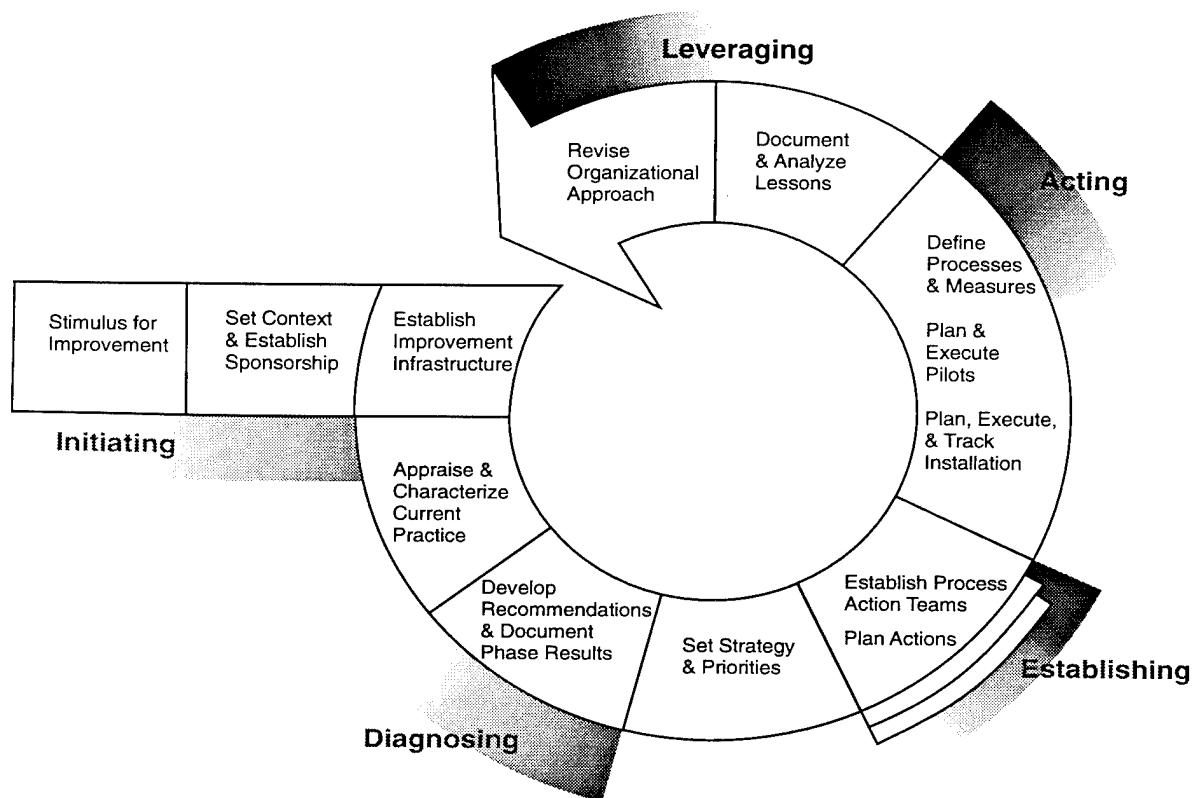 Leveraging
Revise
Organizational
Approach
Document
& Analyze
Lessons
Acting
Define
Processes
& Measures
Plan &
Execute
Pilots
Plan, Execute,
& Track
Installation
Stimulus for
Improvement
Set Context
& Establish
Sponsorship
Establish
Improvement
Infrastructure
Initiating
Appraise &
Characterize
Current
Practice
Develop
Recommendations
& Document
Phase Results
Set Strategy
& Priorities
Establish Process
Action Teams
Plan Actions
Establishing
Diagnosing